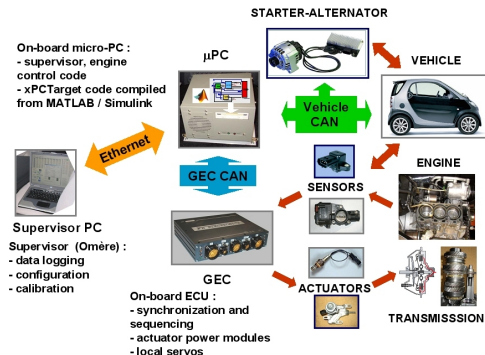 STARTER-ALTERNATOR
On-board micro-PC :
- supervisor, engine
control code
- xPCTarget code compiled
from MATLAB / Simulink
µPC
VEHICLE
Vehicle
CAN
Ethernet
GEC CAN
SENSORS
ENGINE
Supervisor PC
Supervisor (Omère) :
- data logging
- configuration
- calibration
GEC
ACTUATORS
TRANSMISSSION
On-board ECU :
- synchronization and
sequencing
- actuator power modules
- local servos